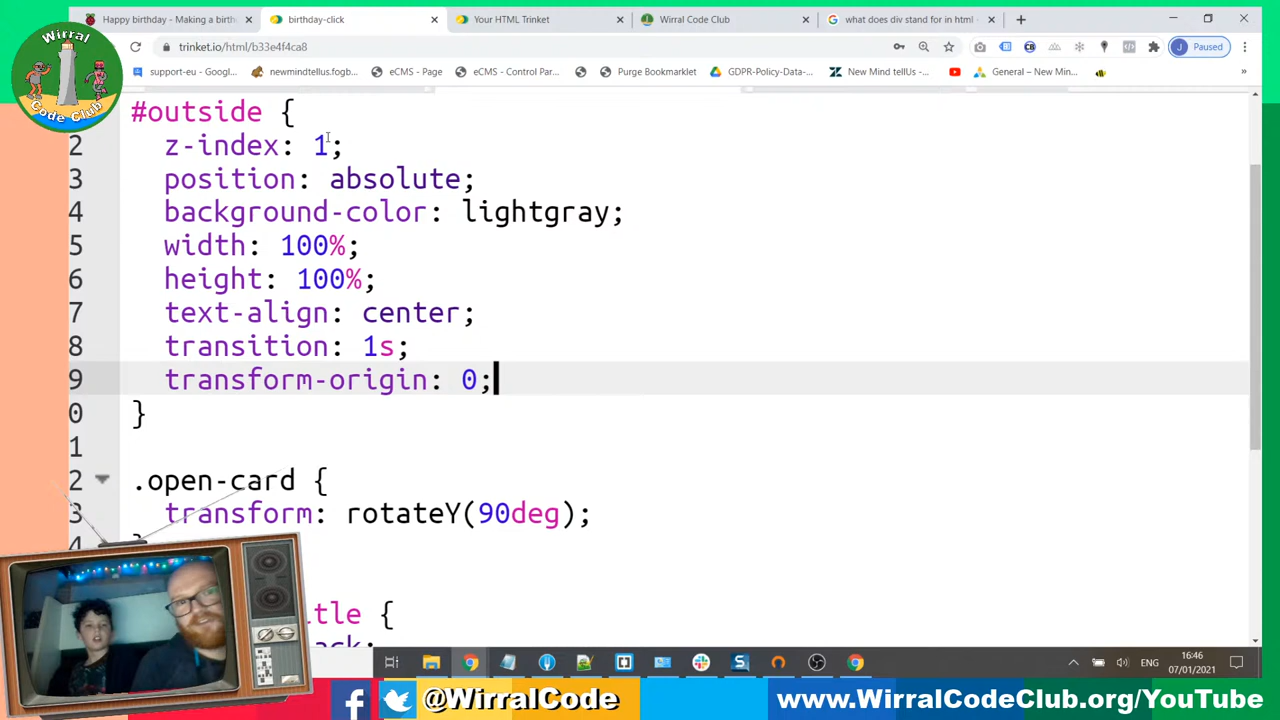 Happy birthday - Making a birth
birthday-click
Your HTML Trinket
Wirral Code Club
what does div stand for in html -
trinket.io/html/b33e4f4ca8
J Paused
support-eu - Googl...
newmindtellus.fogb...
eCMS - Page
eCMS - Control Par...
Purge Bookmarklet
GDPR-Policy-Data-...
New Mind tellUs -...
General – New Min...
»
Wirral
Code Club
#outside {
2 z-index: 1;
3 position: absolute;
4 background-color: lightgray;
5 width: 100%;
6 height: 100%;
7 text-align: center;
8 transition: 1s;
9 transform-origin: 0;
0 }
1
2 .open-card {
3 transform: rotateY(90deg);
4 }
tle {
ack:
ENG
16:46
07/01/2021
@WirralCode
www.WirralCodeClub.org/YouTube